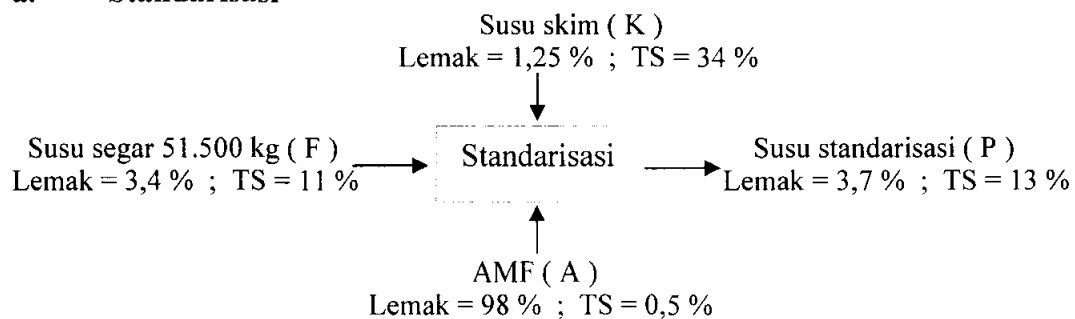 a. Standarisasi
Susu skim ( K )
Lemak = 1,25 % ; TS = 34 %
Susu segar 51.500 kg ( F )
Lemak = 3,4 % ; TS = 11 %
Standarisasi
Susu standarisasi ( P )
Lemak = 3,7 % ; TS = 13 %
AMF ( A )
Lemak = 98 % ; TS = 0,5 %